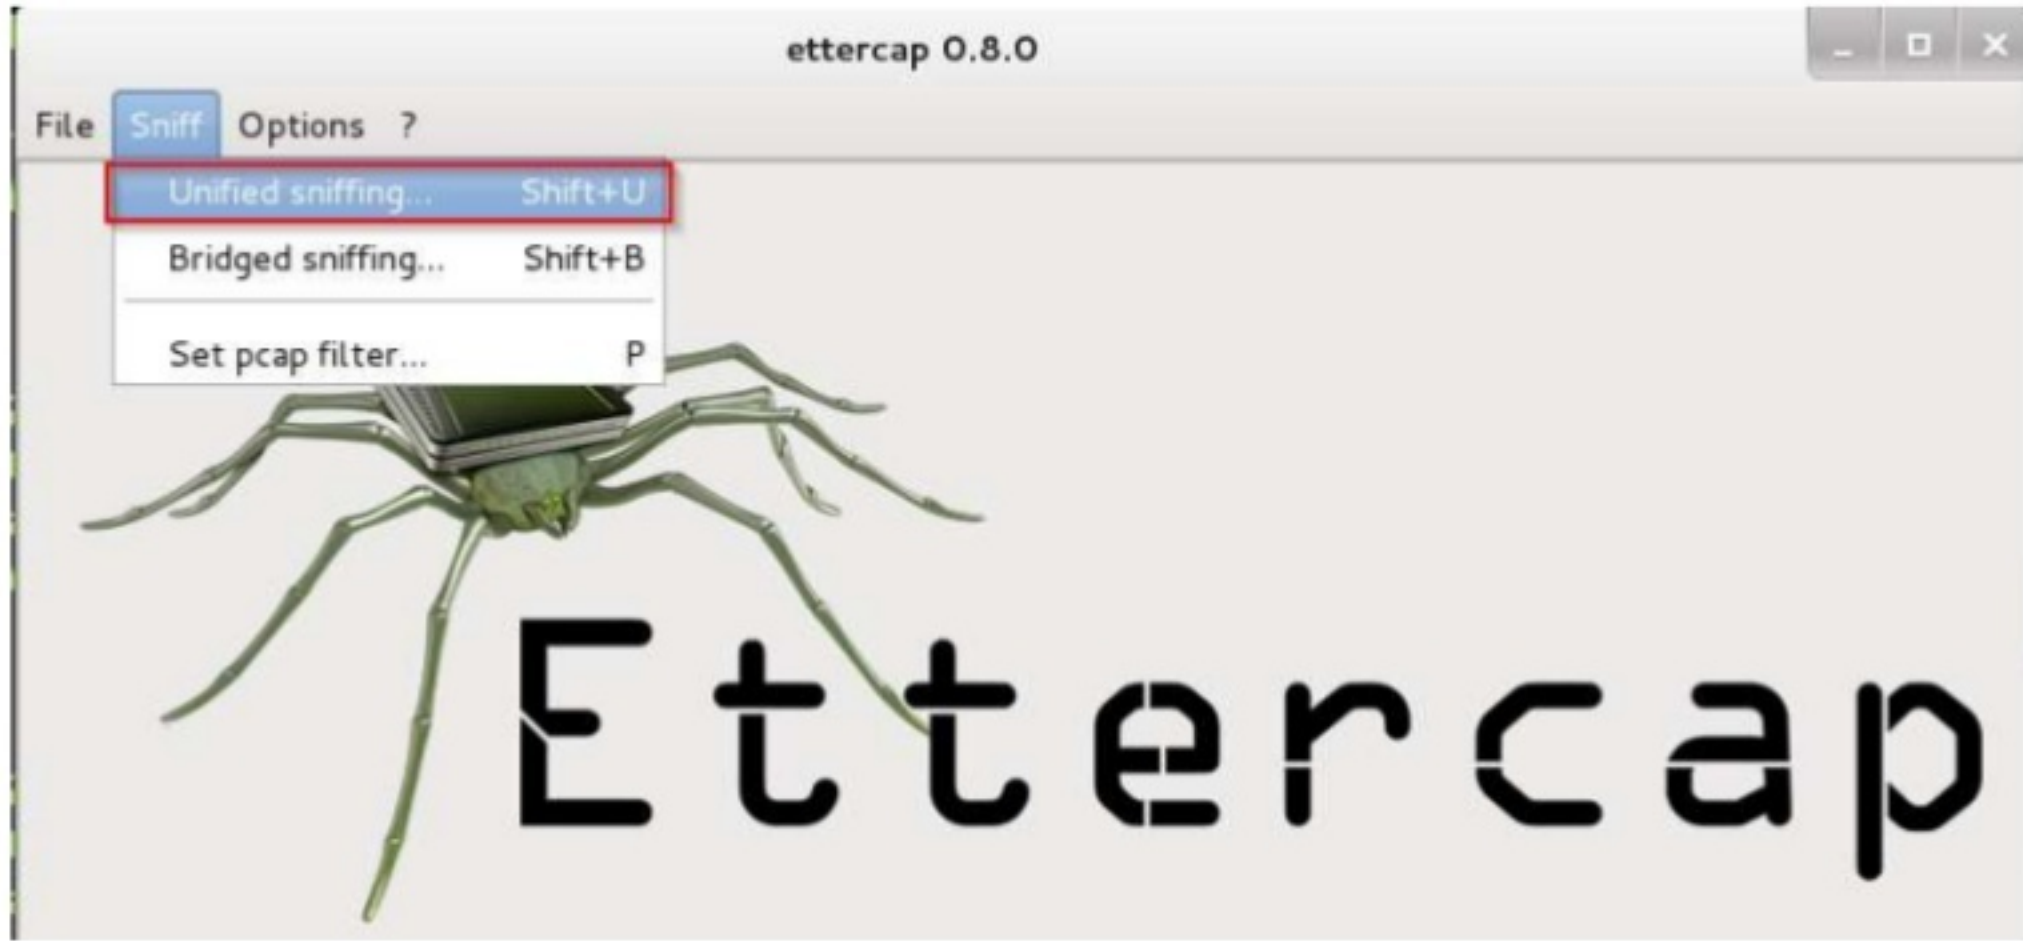 ettercap 0.8.0
File Sniff Options ?
Unified sniffing... Shift+U
Bridged sniffing... Shift+B
Set pcap filter... P
Ettercap